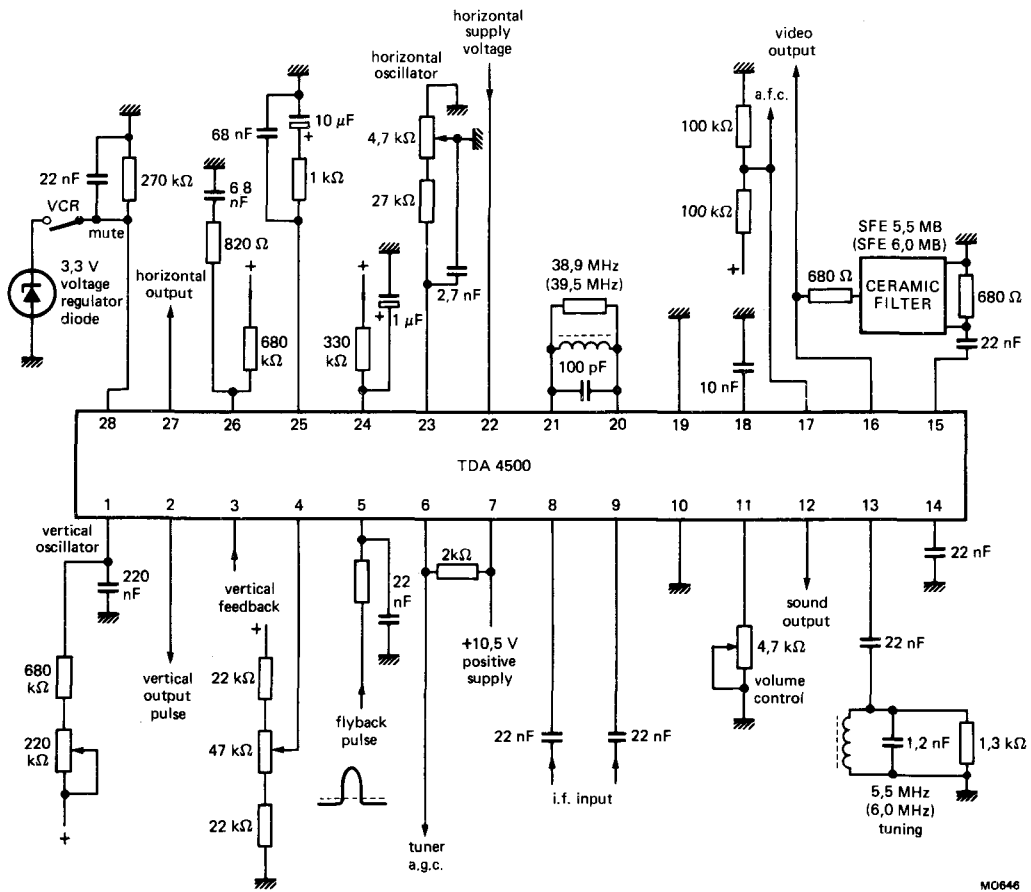 horizontal
supply
voltage
video
output
horizontal
oscillator
a.f.c.
10 µF
68 nF
4,7 kΩ
100 kΩ
22 nF
270 kΩ
6,8
nF
1 kΩ
27 kΩ
VCR
mute
820 Ω
100 kΩ
SFE 5,5 MB
(SFE 6,0 MB)
3,3 V
voltage
regulator
diode
horizontal
output
+
+
+
+
+
2,7 nF
38,9 MHz
(39,5 MHz)
680 Ω
CERAMIC
FILTER
680 Ω
680
kΩ
330
kΩ
1 µF
100 pF
10 nF
22 nF
28 27 26 25 24 23 22 21 20 19 18 17 16 15
TDA 4500
1 2 3 4 5 6 7 8 9 10 11 12 13 14
vertical
oscillator
220
nF
vertical
feedback
+
2kΩ
22
nF
22 nF
sound
output
+10,5 V
positive
supply
680
kΩ
vertical
output
pulse
22 kΩ
4,7 kΩ
22 nF
volume
control
flyback
pulse
220
kΩ
47 kΩ
22 nF
22 nF
1,2 nF
1,3 kΩ
+
22 kΩ
i.f. input
5,5 MHz
(6,0 MHz)
tuning
tuner
a.g.c.
MO646